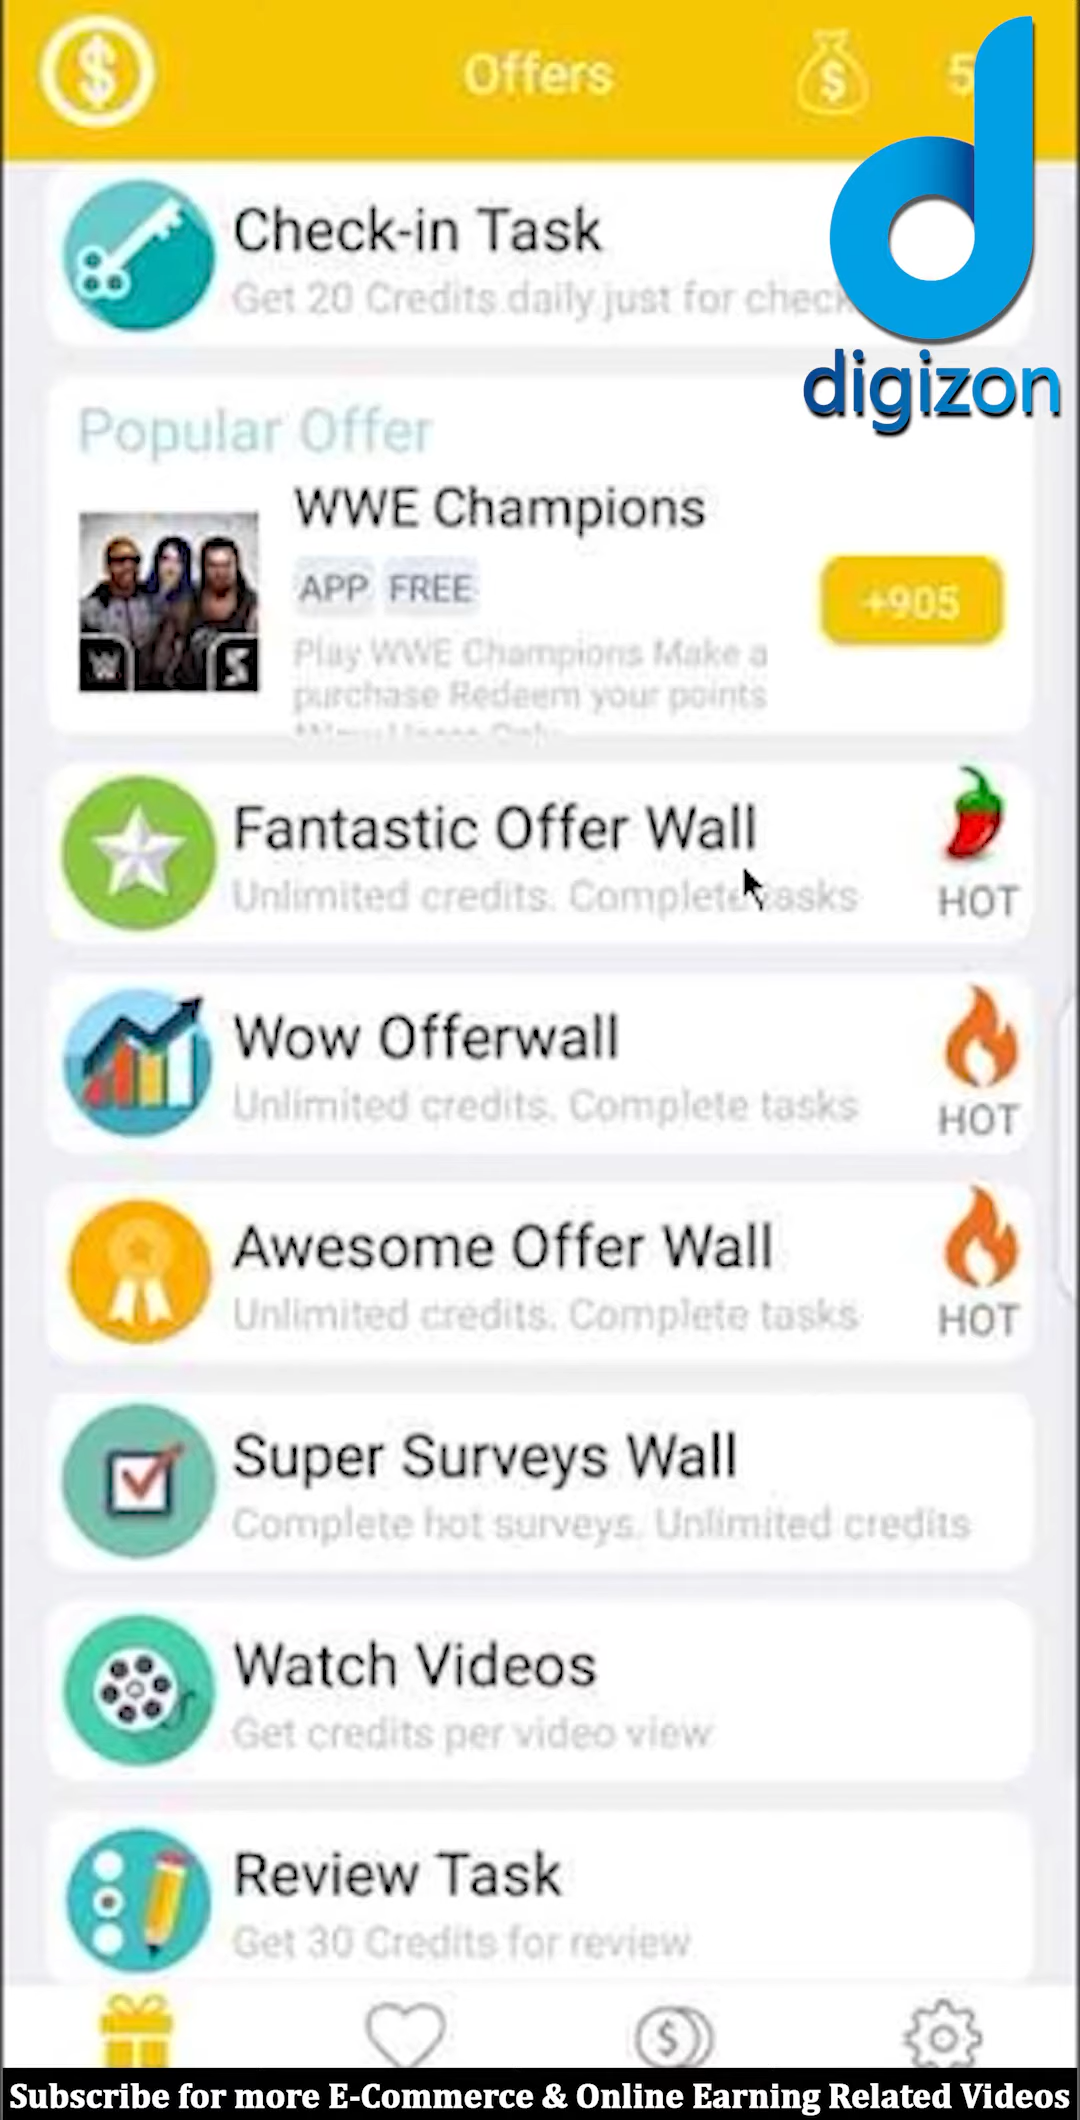 Offers
5
digizon
Check-in Task
Get 20 Credits daily just for check
Popular Offer
WWE Champions
APP FREE
+905
Play WWE Champions Make a
purchase Redeem your points
Fantastic Offer Wall
Unlimited credits. Complete tasks
HOT
Wow Offerwall
Unlimited credits. Complete tasks
HOT
Awesome Offer Wall
Unlimited credits. Complete tasks
HOT
Super Surveys Wall
Complete hot surveys. Unlimited credits
Watch Videos
Get credits per video view
Review Task
Get 30 Credits for review
Subscribe for more E-Commerce & Online Earning Related Videos